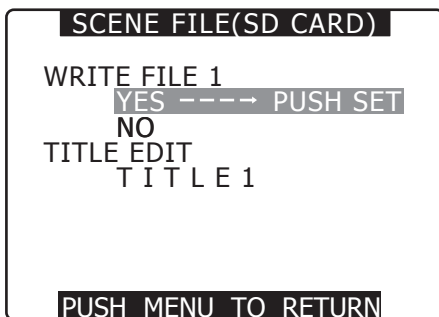 SCENE FILE(SD CARD)
WRITE FILE 1
YES ----→ PUSH SET
NO
TITLE EDIT
T I T L E 1
PUSH MENU TO RETURN